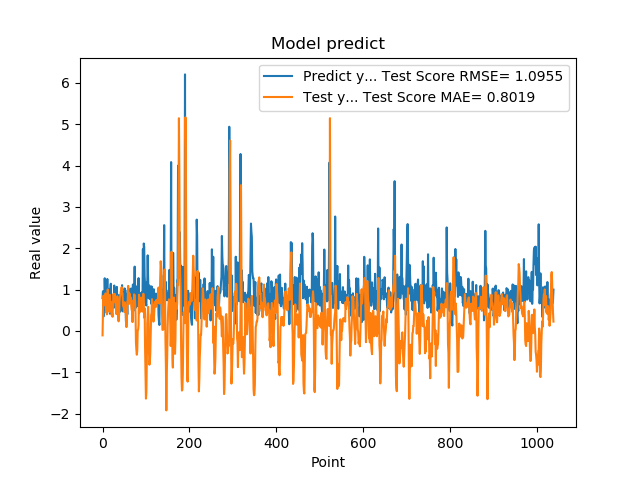 Model predict
Predict y... Test Score RMSE= 1.0955
Test y... Test Score MAE= 0.8019
Real value
6
5
4
3
2
1
0
−1
−2
0 200 400 600 800 1000
Point